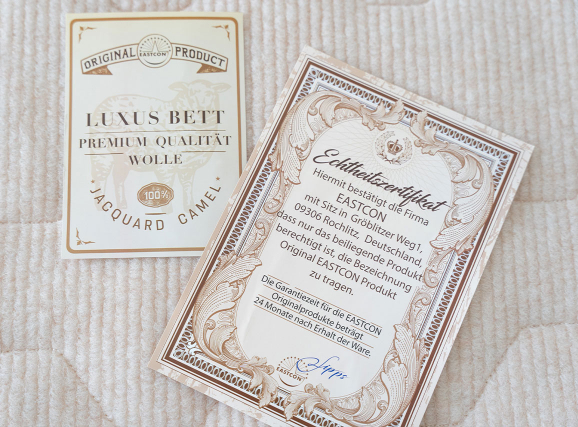 ORIGINAL EASTCON PRODUCT
LUXUS BETT
PREMIUM QUALITÄT
WOLLE
100%
JACQUARD CAMEL
Echtheitszertifikat
Hiermit bestätigt die Firma
EASTCON
mit Sitz in Gröblitzer Weg1,
09306 Rochlitz, Deutschland,
dass nur das beiliegende Produkt
berechtigt ist, die Bezeichnung
Original EASTCON Produkt
zu tragen.
Die Garantiezeit für die EASTCON
Originalprodukte beträgt
24 Monate nach Erhalt der Ware.
EASTCON